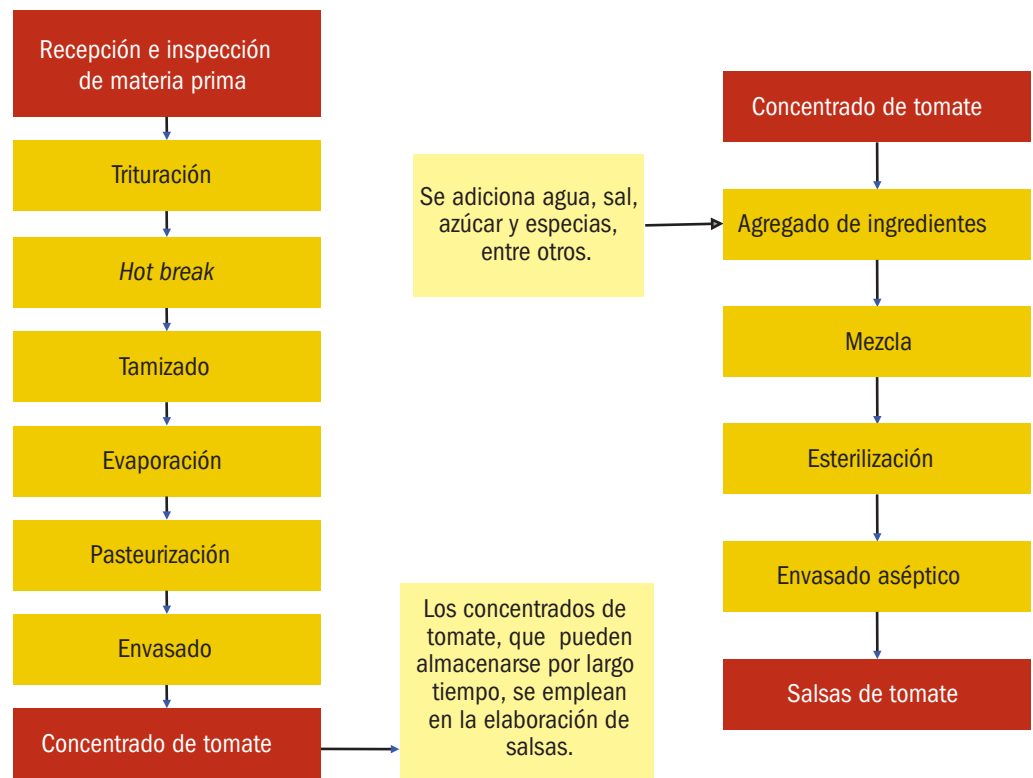 Recepción e inspección
de materia prima
Trituración
Hot break
Tamizado
Evaporación
Pasteurización
Envasado
Concentrado de tomate
Los concentrados de
tomate, que pueden
almacenarse por largo
tiempo, se emplean
en la elaboración de
salsas.
Concentrado de tomate
Se adiciona agua, sal,
azúcar y especias,
entre otros.
Agregado de ingredientes
Mezcla
Esterilización
Envasado aséptico
Salsas de tomate